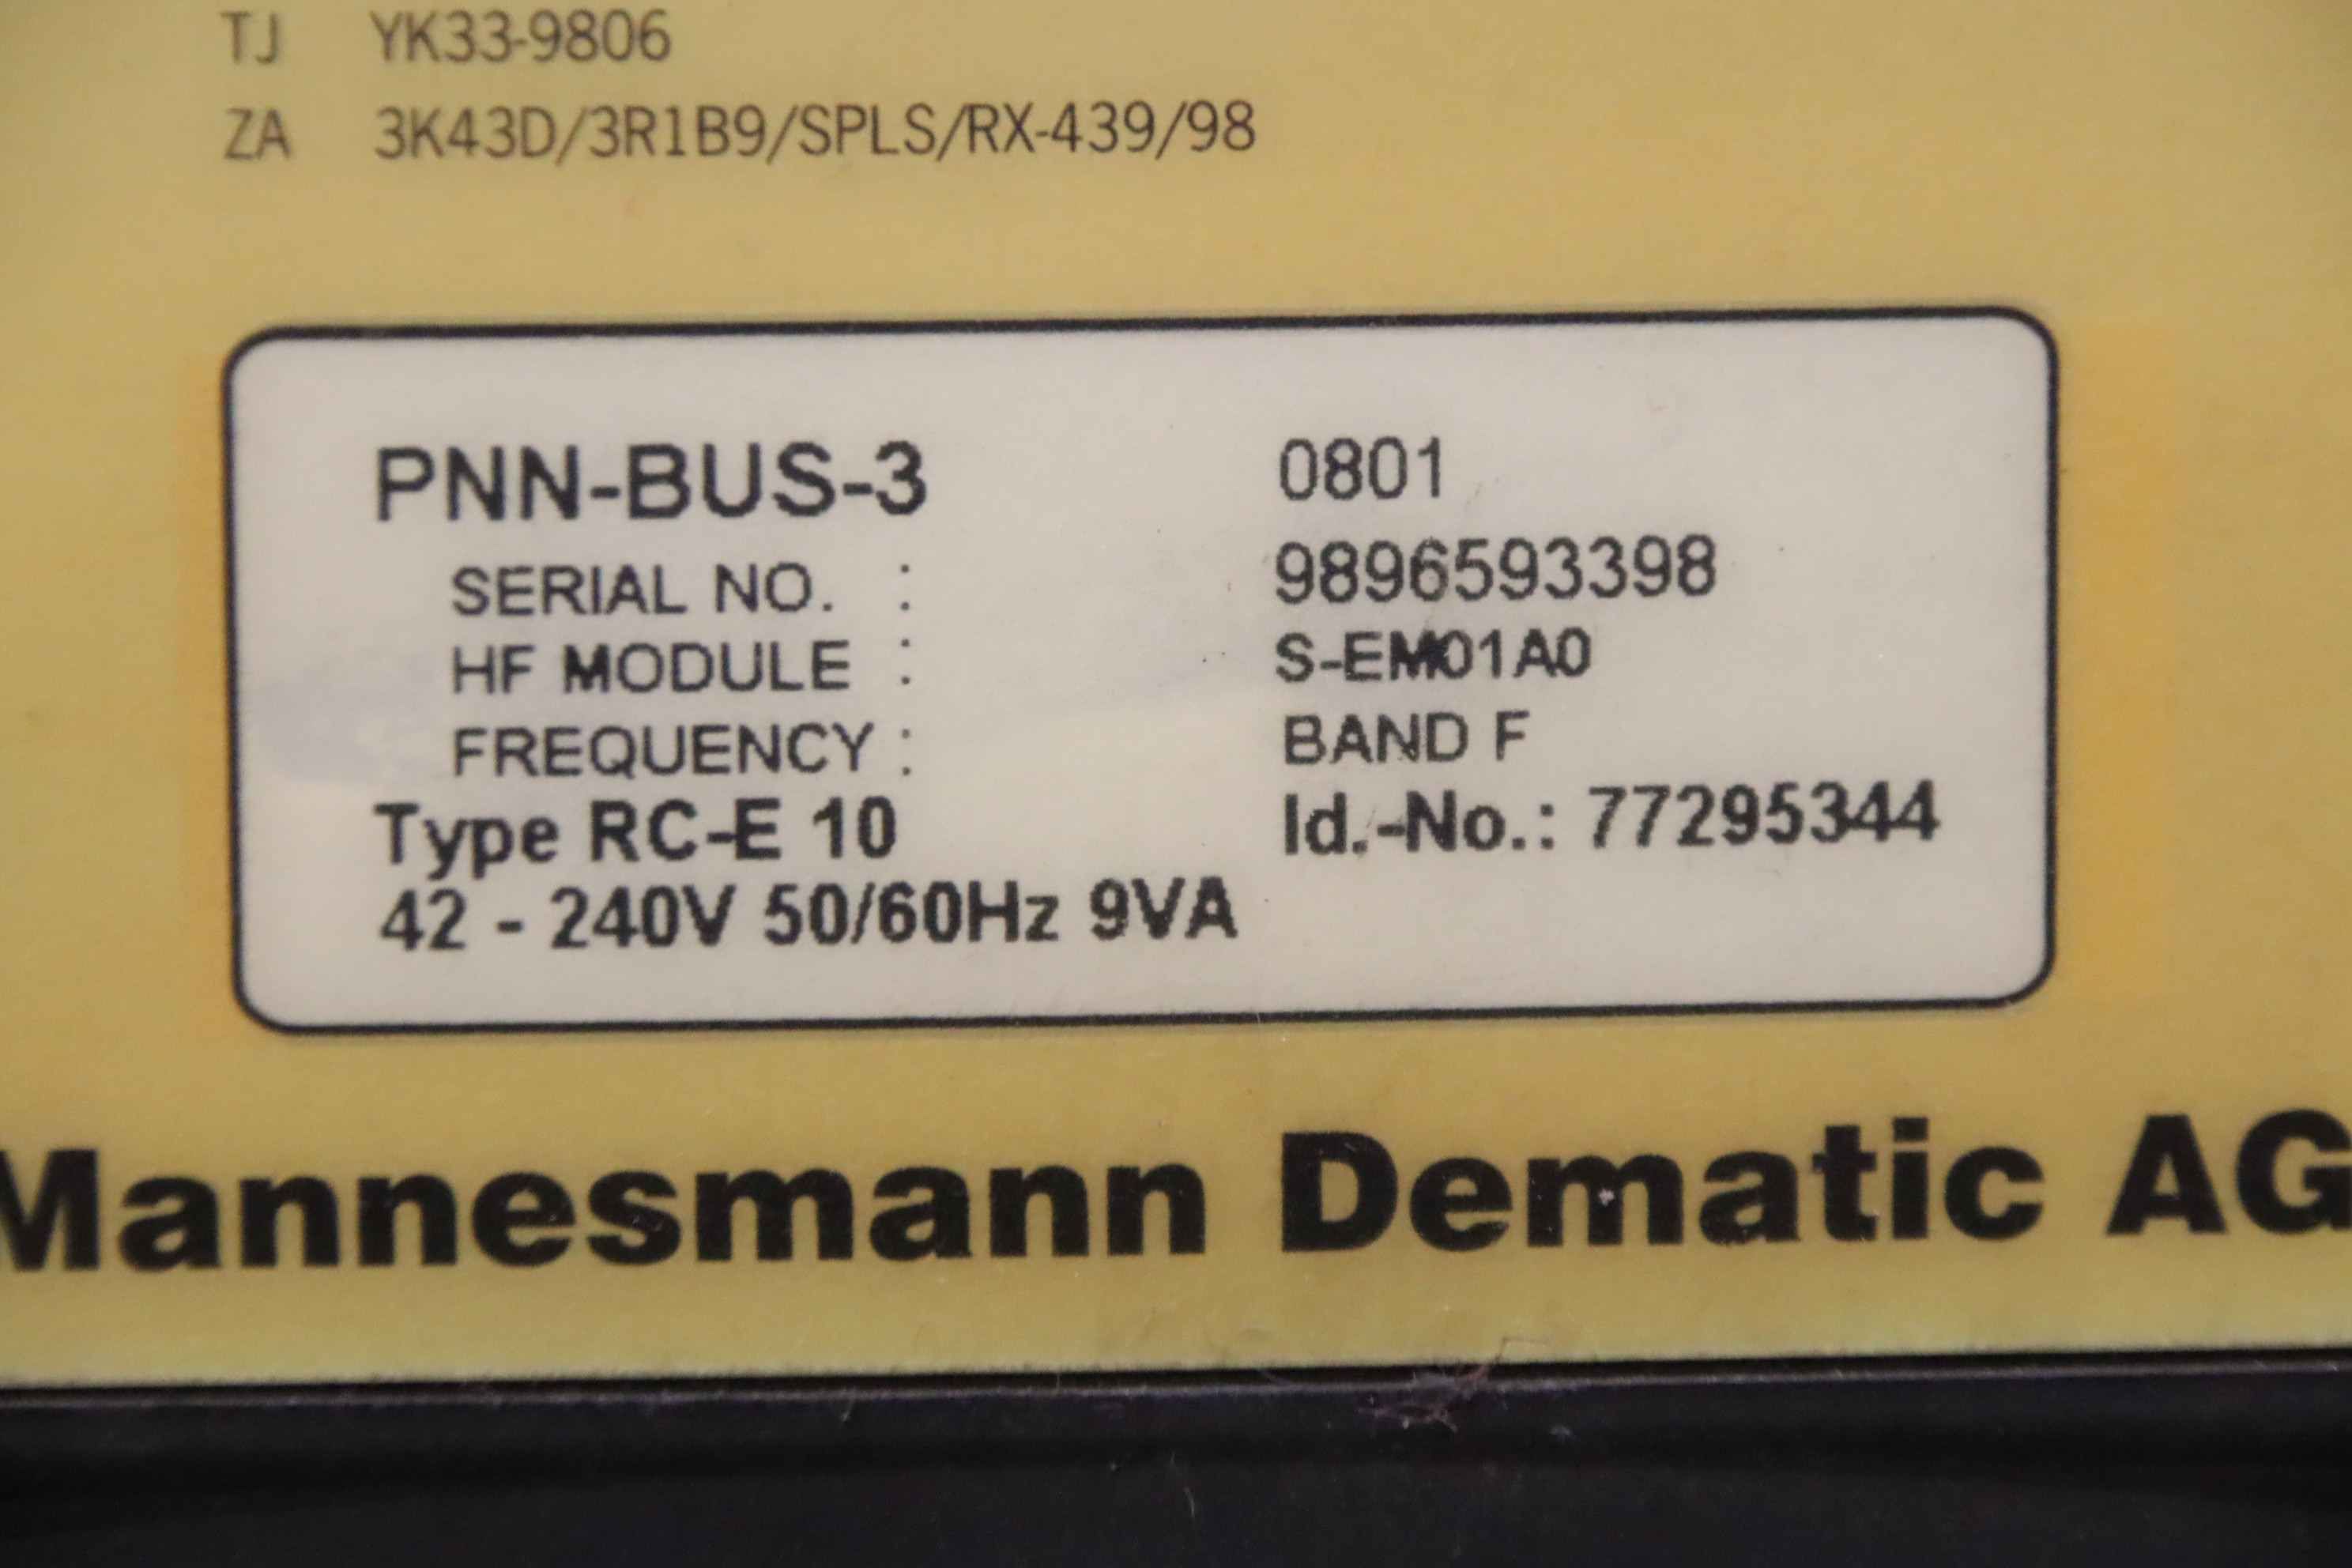 TJ YK33-9806
ZA 3K43D/3R1B9/SPLS/RX-439/98
PNN-BUS-3 0801
SERIAL NO. : 9896593398
HF MODULE : S-EM01A0
FREQUENCY : BAND F
Type RC-E 10 Id.-No.: 77295344
42 - 240V 50/60Hz 9VA
Mannesmann Dematic AG